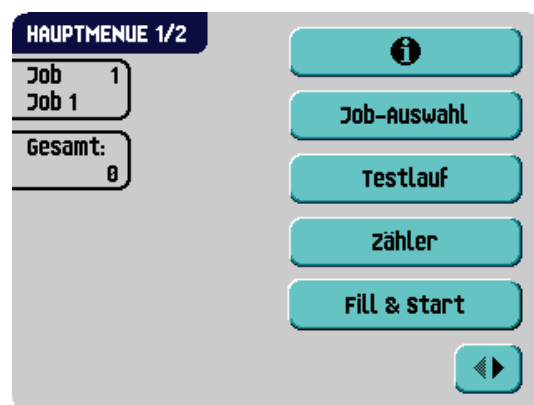 HAUPTMENUE 1/2
Job 1
Job 1
Gesamt:
0
Job-Auswahl
Testlauf
Zähler
Fill & Start